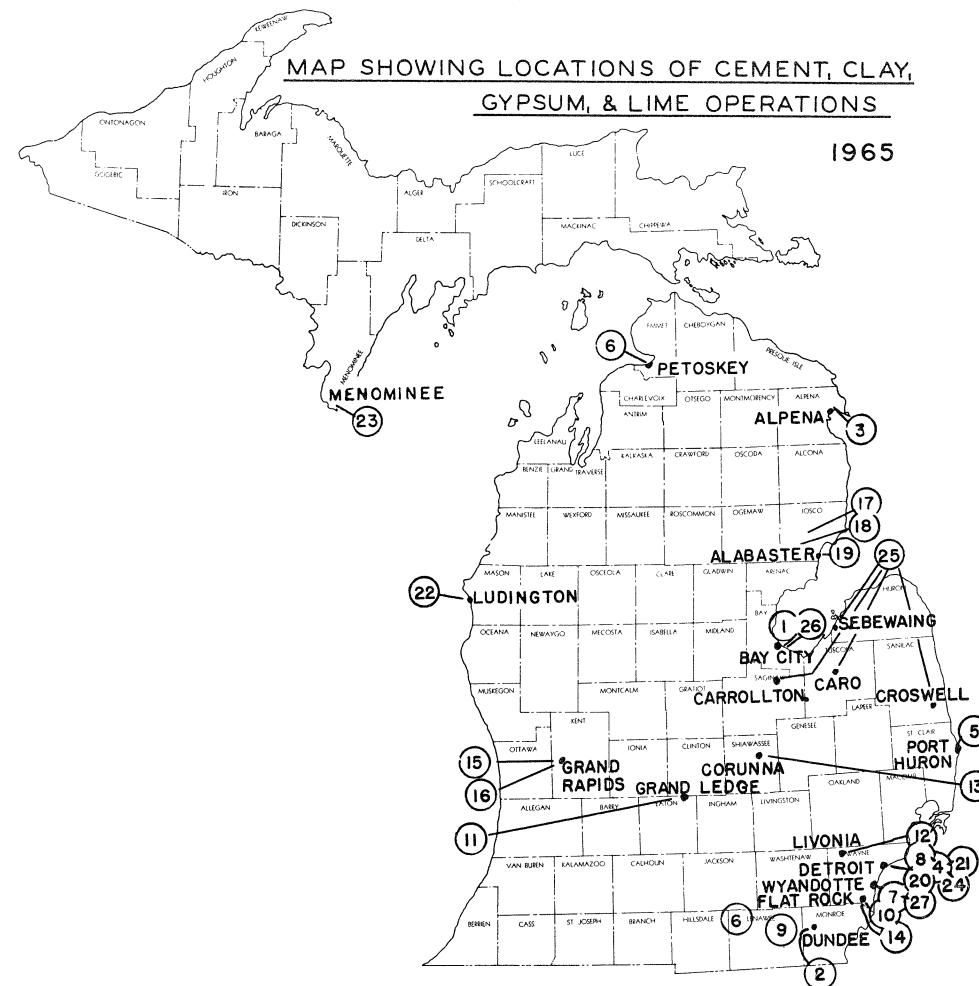 KEWEENAW
HOUGHTON
MAP SHOWING LOCATIONS OF CEMENT, CLAY,
GYPSUM, & LIME OPERATIONS
1965
ONTONAGON
BARAGA
MARQUETTE
LUCE
GOGEBIC
IRON
ALGER
SCHOOLCRAFT
DICKINSON
DELTA
MACKINAC
CHIPPEWA
MENOMINEE
EMMET
CHEBOYGAN
PRESQUE ISLE
6
PETOSKEY
MENOMINEE
23
CHARLEVOIX
OTSEGO
MONTMORENCY
ALPENA
ANTRIM
ALPENA
3
LEELANAU
BENZIE
GRAND TRAVERSE
KALKASKA
CRAWFORD
OSCODA
ALCONA
MANISTEE
WEXFORD
MISSAUKEE
ROSCOMMON
OGEMAW
IOSCO
17
18
ALABASTER
19
25
MASON
LAKE
OSCEOLA
CLARE
GLADWIN
ARENAC
HURON
22
LUDINGTON
BAY
1
26
SEBEWAING
OCEANA
NEWAYGO
MECOSTA
ISABELLA
MIDLAND
BAY CITY
TUSCOLA
SANILAC
SAGINAW
CARO
MUSKEGON
MONTCALM
GRATIOT
CARROLLTON
CROSWELL
LAPEER
KENT
GENESEE
ST CLAIR
5
OTTAWA
IONIA
CLINTON
SHIAWASSEE
PORT
HURON
15
GRAND
RAPIDS
CORUNNA
13
16
GRAND LEDGE
OAKLAND
MACOMB
ALLEGAN
BARRY
EATON
INGHAM
LIVINGSTON
11
LIVONIA
12
VAN BUREN
KALAMAZOO
CALHOUN
JACKSON
WASHTENAW
WAYNE
DETROIT
8
4
21
WYANDOTTE
20
24
FLAT ROCK
7
27
BERRIEN
CASS
ST JOSEPH
BRANCH
HILLSDALE
6
LENAWEE
9
MONROE
10
14
DUNDEE
2